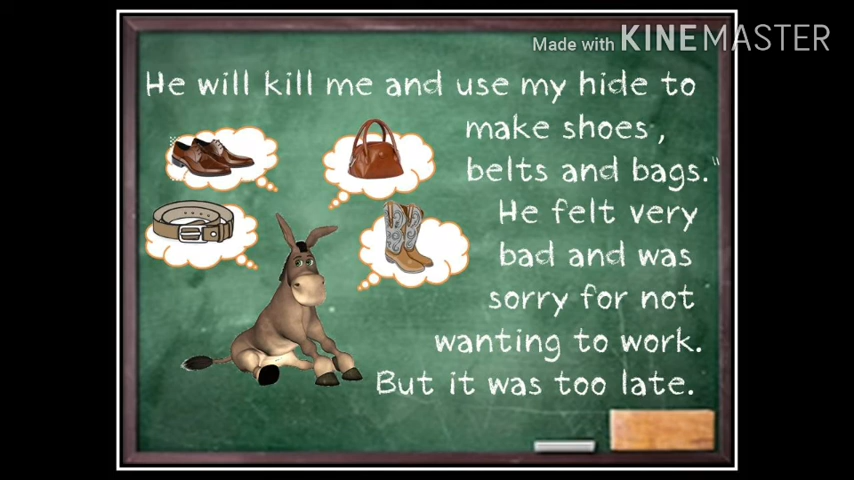 Made with KINEMASTER
He will kill me and use my hide to
make shoes ,
belts and bags."
He felt very
bad and was
sorry for not
wanting to work.
But it was too late.